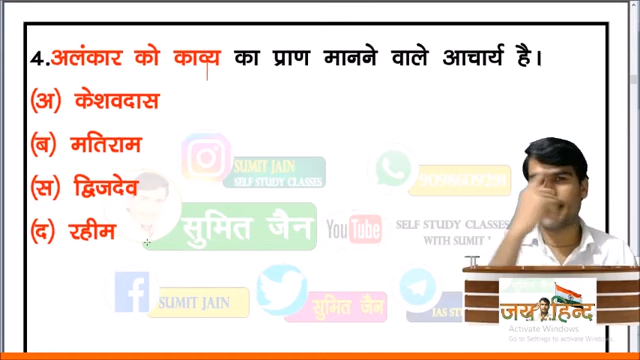 4.अलंकार को काव्य का प्राण मानने वाले आचार्य है।
(अ) केशवदास
(ब) मतिराम
(स) द्विजदेव
(द) रहीम
SUMIT JAIN
SELF STUDY CLASSES
सुमित जैन
YouTube
SELF STUDY CLASSES
WITH SUMIT
SUMIT JAIN
सुमित जैन
जय हिन्द
Activate Windows
Go to Settings to activate Windows.